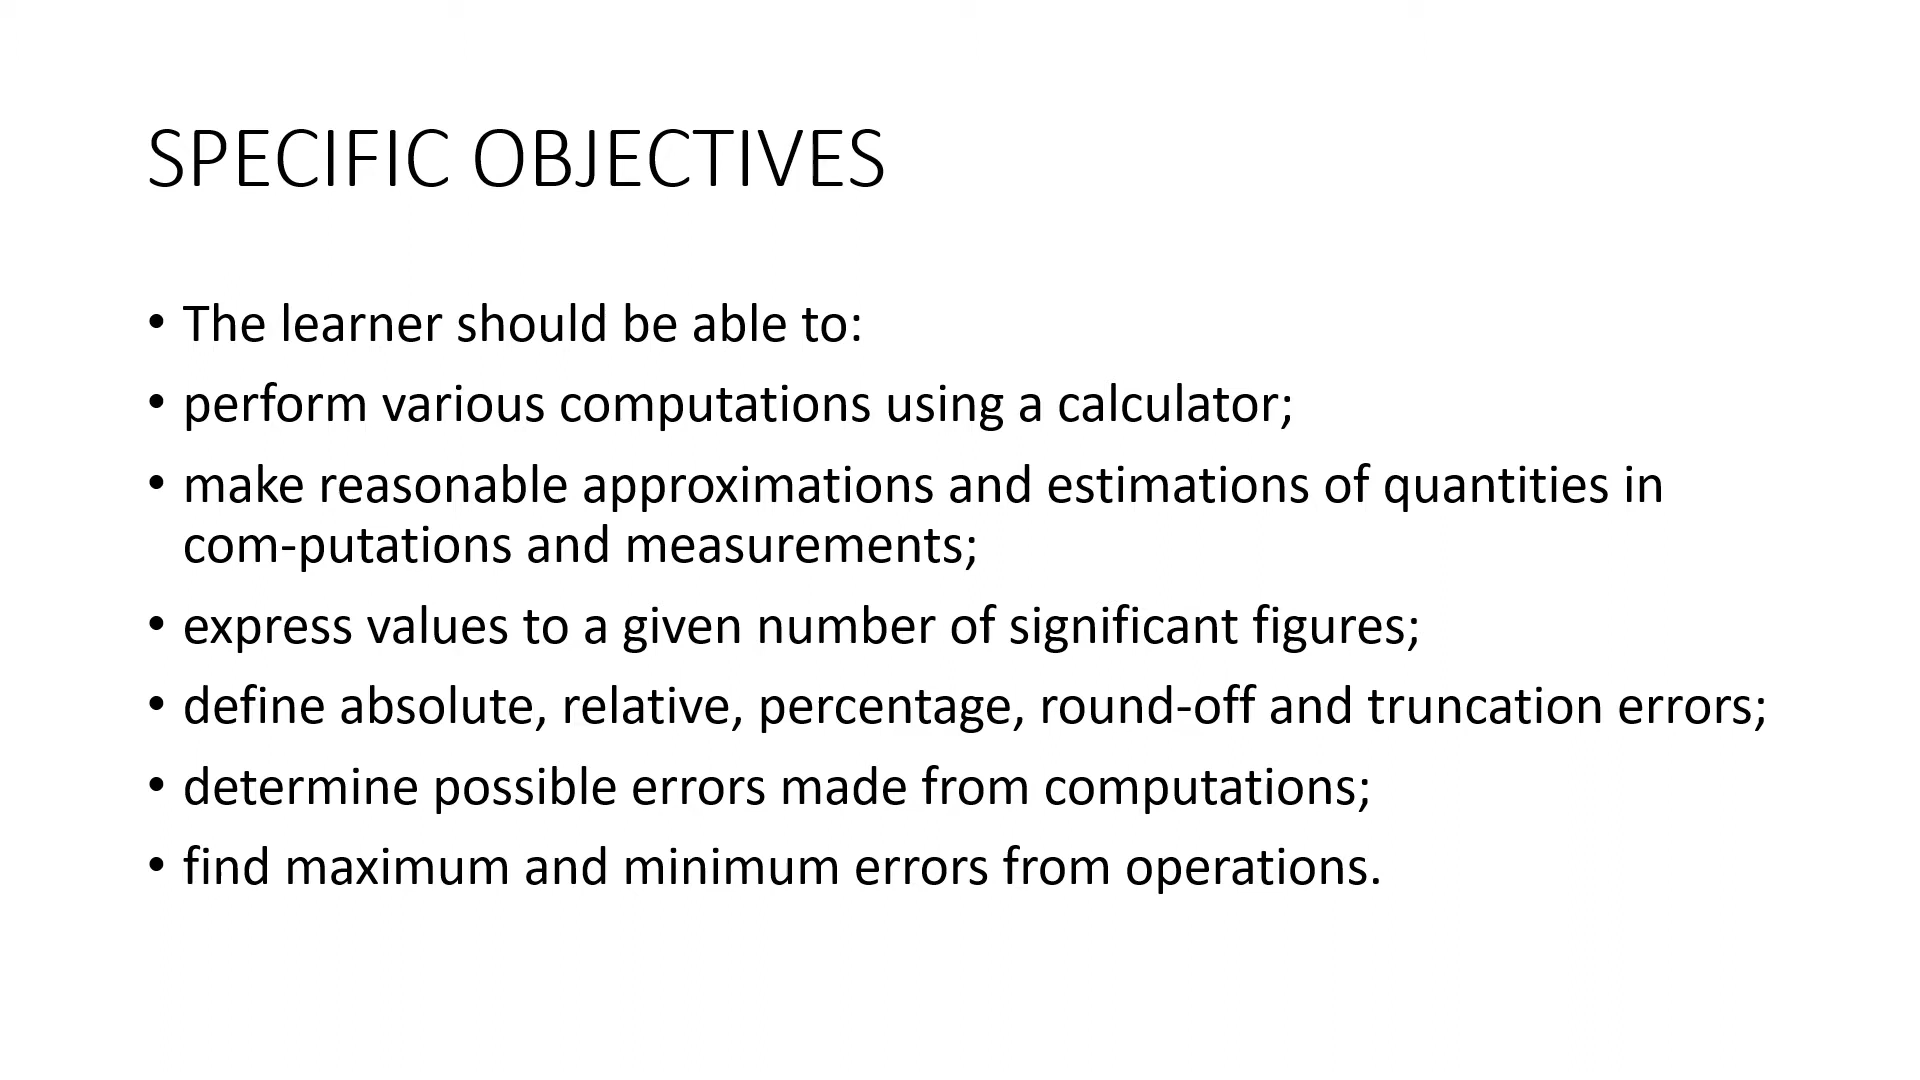 SPECIFIC OBJECTIVES
• The learner should be able to:
• perform various computations using a calculator;
• make reasonable approximations and estimations of quantities in
com-putations and measurements;
• express values to a given number of significant figures;
• define absolute, relative, percentage, round-off and truncation errors;
• determine possible errors made from computations;
• find maximum and minimum errors from operations.